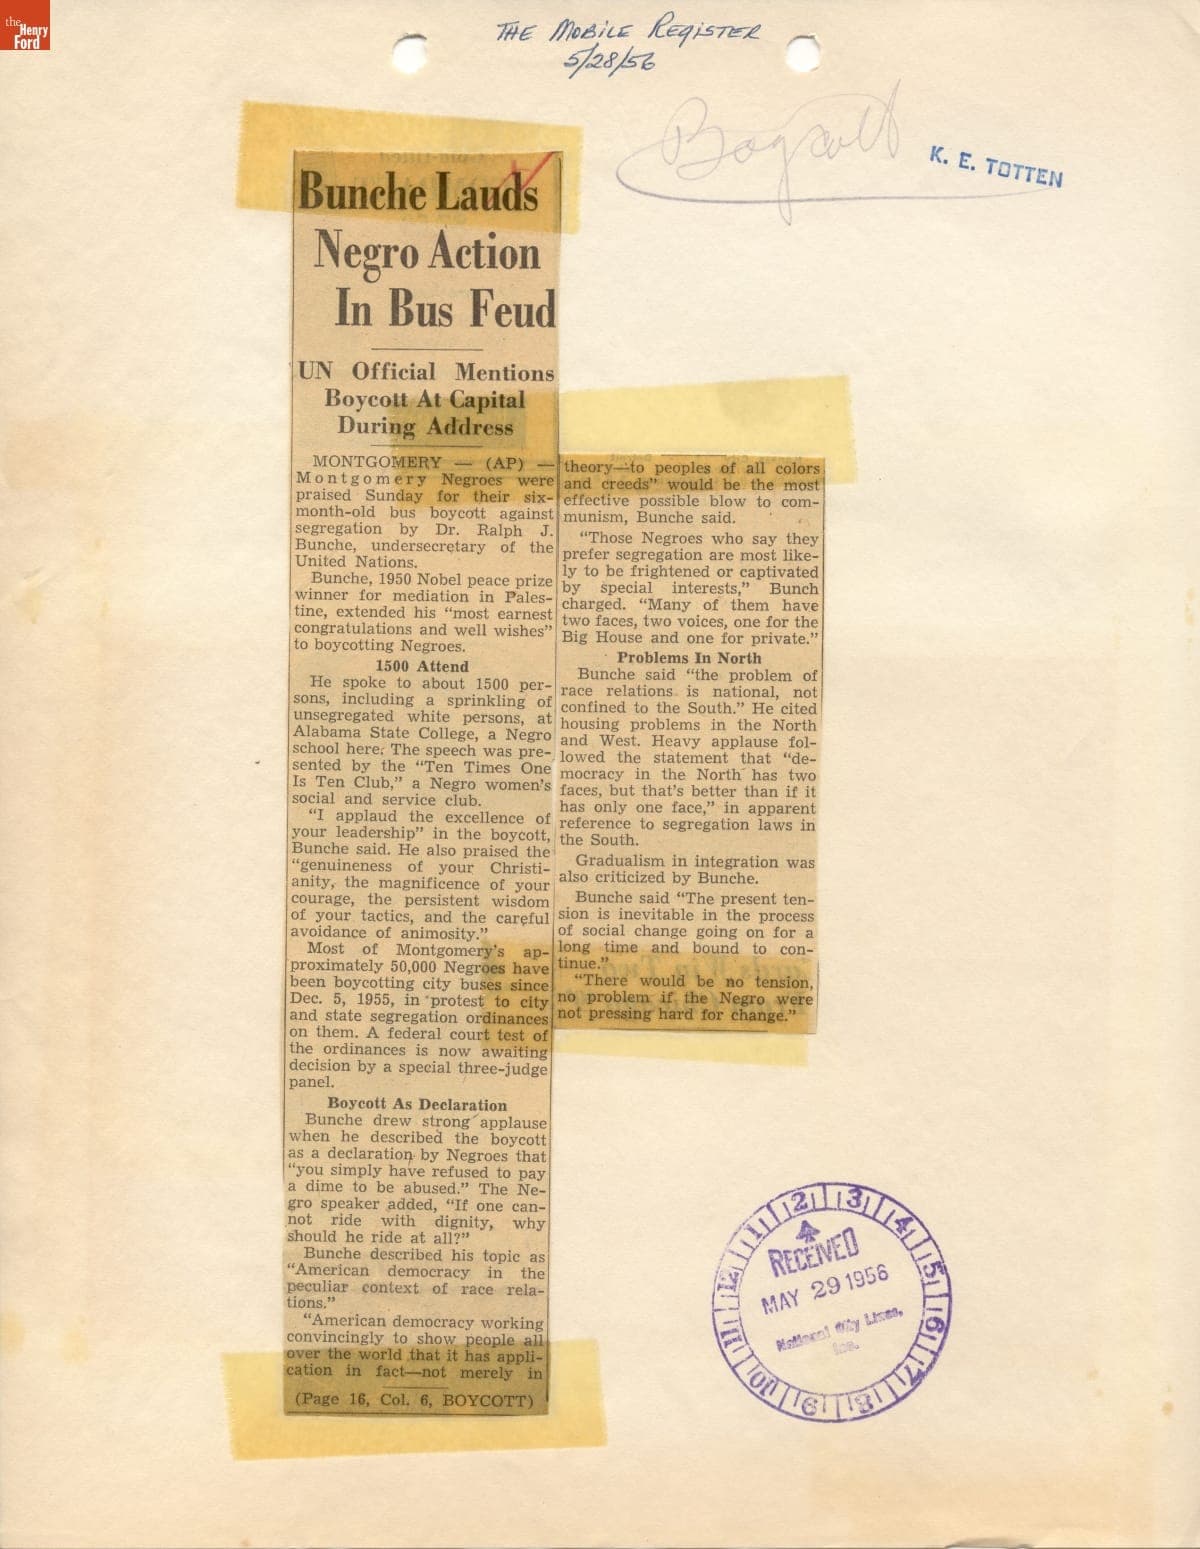 the
Henry
Ford
THE MOBILE REGISTER
5/28/56
Boycott
K. E. TOTTEN
Bunche Lauds
Negro Action
In Bus Feud
UN Official Mentions
Boycott At Capital
During Address
MONTGOMERY — (AP) —
Montgomery Negroes were
praised Sunday for their six-
month-old bus boycott against
segregation by Dr. Ralph J.
Bunche, undersecretary of the
United Nations.
Bunche, 1950 Nobel peace prize
winner for mediation in Pales-
tine, extended his "most earnest
congratulations and well wishes"
to boycotting Negroes.
1500 Attend
He spoke to about 1500 per-
sons, including a sprinkling of
unsegregated white persons, at
Alabama State College, a Negro
school here. The speech was pre-
sented by the "Ten Times One
Is Ten Club," a Negro women's
social and service club.
"I applaud the excellence of
your leadership" in the boycott,
Bunche said. He also praised the
"genuineness of your Christi-
anity, the magnificence of your
courage, the persistent wisdom
of your tactics, and the careful
avoidance of animosity."
Most of Montgomery's ap-
proximately 50,000 Negroes have
been boycotting city buses since
Dec. 5, 1955, in protest to city
and state segregation ordinances
on them. A federal court test of
the ordinances is now awaiting
decision by a special three-judge
panel.
Boycott As Declaration
Bunche drew strong applause
when he described the boycott
as a declaration by Negroes that
"you simply have refused to pay
a dime to be abused." The Ne-
gro speaker added, "If one can-
not ride with dignity, why
should he ride at all?"
Bunche described his topic as
"American democracy in the
peculiar context of race rela-
tions."
"American democracy working
convincingly to show people all
over the world that it has appli-
cation in fact—not merely in
(Page 16, Col. 6, BOYCOTT)
theory—to peoples of all colors
and creeds" would be the most
effective possible blow to com-
munism, Bunche said.
"Those Negroes who say they
prefer segregation are most like-
ly to be frightened or captivated
by special interests," Bunch
charged. "Many of them have
two faces, two voices, one for the
Big House and one for private."
Problems In North
Bunche said "the problem of
race relations is national, not
confined to the South." He cited
housing problems in the North
and West. Heavy applause fol-
lowed the statement that "de-
mocracy in the North has two
faces, but that's better than if it
has only one face," in apparent
reference to segregation laws in
the South.
Gradualism in integration was
also criticized by Bunche.
Bunche said "The present ten-
sion is inevitable in the process
of social change going on for a
long time and bound to con-
tinue."
"There would be no tension,
no problem if the Negro were
not pressing hard for change."
1 2 3 4 5 6 7 8 9 10 11 12
RECEIVED
MAY 29 1956
National City Lines,
Inc.